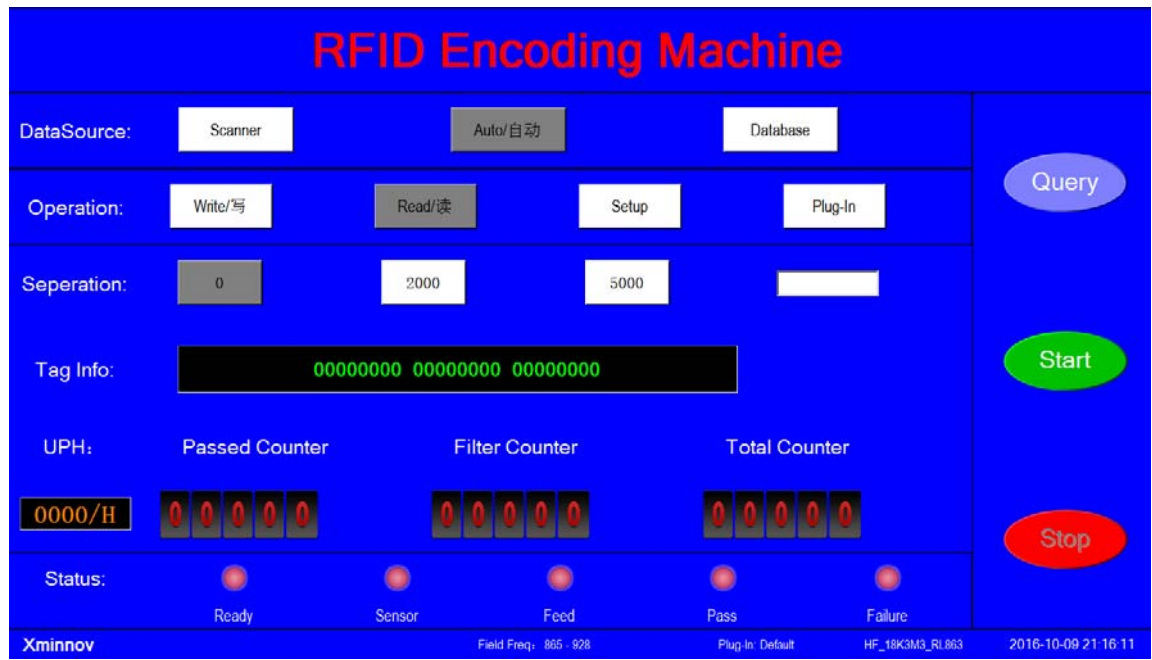 RFID Encoding Machine
DataSource: Scanner Auto/自动 Database
Query
Operation: Write/写 Read/读 Setup Plug-In
Seperation: 0 2000 5000
Tag Info: 00000000 00000000 00000000
Start
UPH: Passed Counter Filter Counter Total Counter
0000/H 00000 00000 00000
Stop
Status:
Ready Sensor Feed Pass Failure
Xminnov Field Freq: 865 - 928 Plug-In: Default HF_18K3M3_RL863 2016-10-09 21:16:11